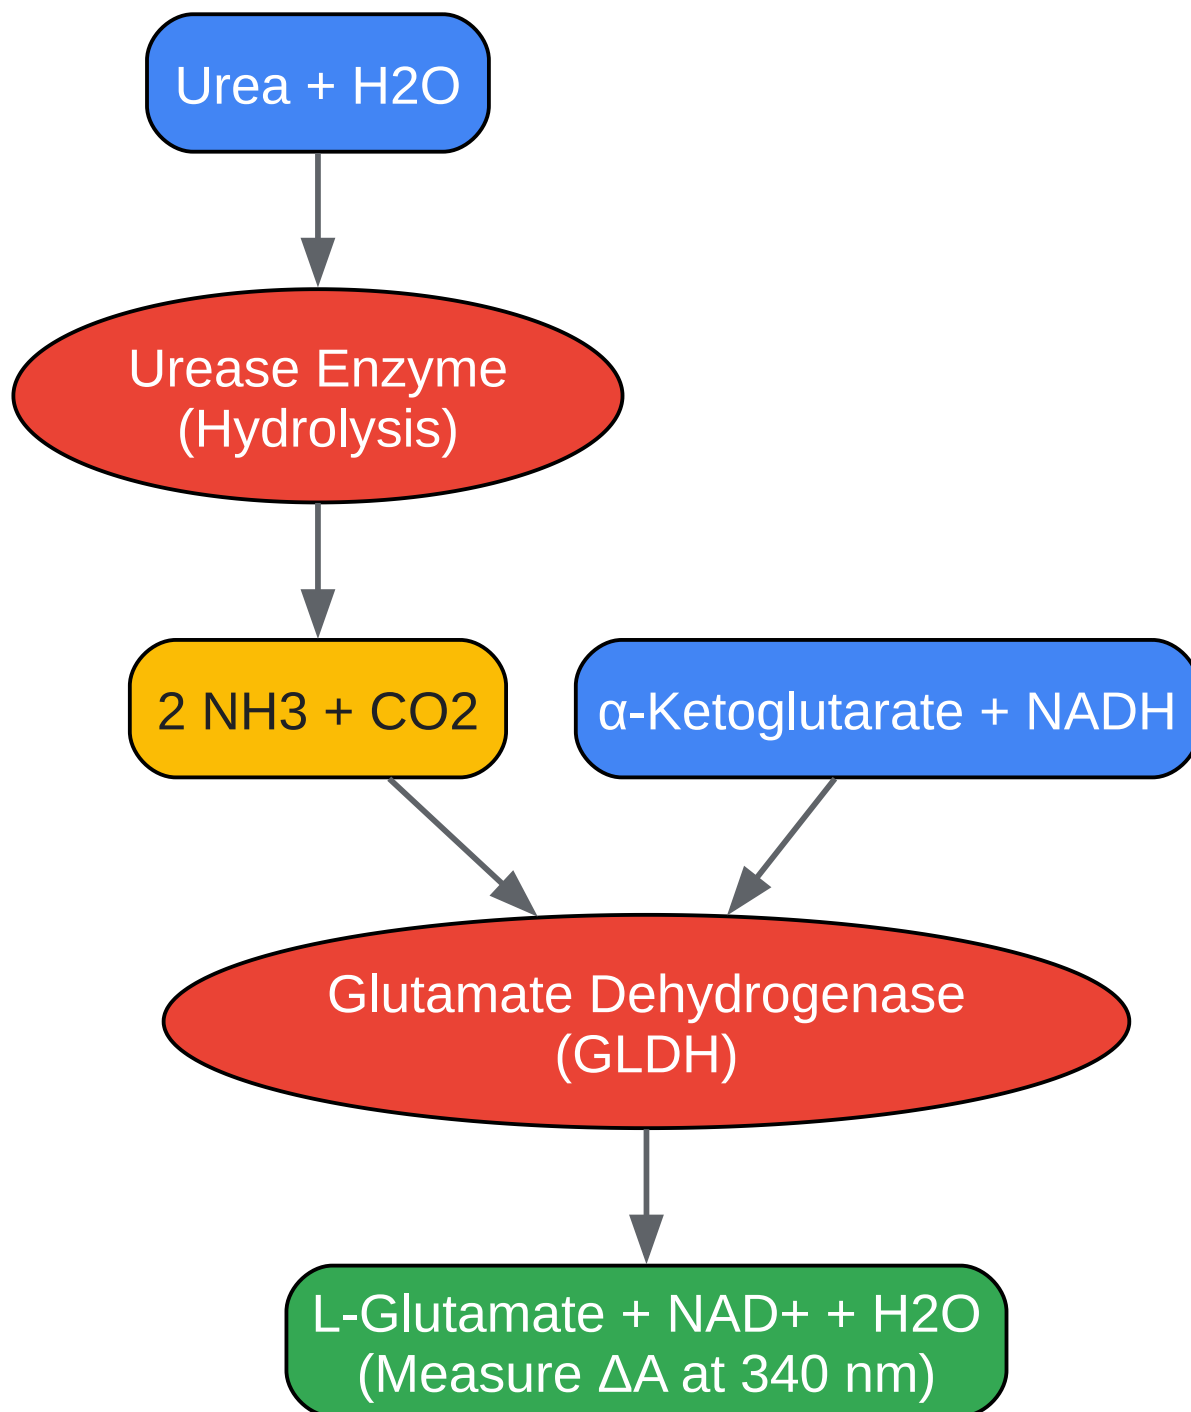 Urea + H2O
Urease Enzyme
(Hydrolysis)
2 NH3 + CO2
α-Ketoglutarate + NADH
Glutamate Dehydrogenase
(GLDH)
L-Glutamate + NAD+ + H2O
(Measure ΔA at 340 nm)